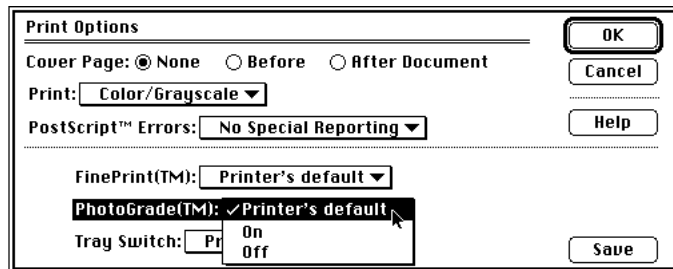 Print Options
OK
Cover Page: None Before After Document
Cancel
Print: Color/Grayscale
PostScript™ Errors: No Special Reporting
Help
FinePrint(TM): Printer's default
PhotoGrade(TM): ✓Printer's default
On
Tray Switch: Pr
Off
Save